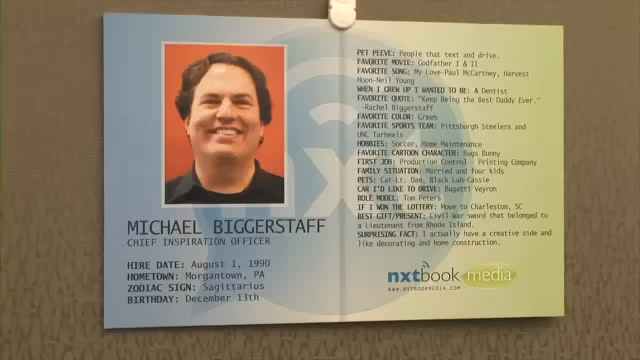 MICHAEL BIGGERSTAFF
CHIEF INSPIRATION OFFICER
HIRE DATE: August 1, 1990
HOMETOWN: Morgantown, PA
ZODIAC SIGN: Sagittarius
BIRTHDAY: December 13th
PET PEEVE: People that text and drive.
FAVORITE MOVIE: Godfather I & II
FAVORITE SONG: My Love-Paul McCartney, Harvest
Moon-Neil Young
WHEN I GREW UP I WANTED TO BE: A Dentist
FAVORITE QUOTE: "Keep Being the Best Daddy Ever."
-Rachel Biggerstaff
FAVORITE COLOR: Green
FAVORITE SPORTS TEAM: Pittsburgh Steelers and
UNC Tarheels
HOBBIES: Soccer, Home Maintenance
FAVORITE CARTOON CHARACTER: Bugs Bunny
FIRST JOB: Production Control - Printing Company
FAMILY SITUATION: Married and four kids
PETS: Cat-Lt. Dan, Black Lab-Cassie
CAR I'D LIKE TO DRIVE: Bugatti Veyron
ROLE MODEL: Tom Peters
IF I WON THE LOTTERY: Move to Charleston, SC
BEST GIFT/PRESENT: Civil War sword that belonged to
a Lieutenant from Rhode Island.
SURPRISING FACT: I actually have a creative side and
like decorating and home construction.
nxtbook media
WWW.NXTBOOKMEDIA.COM